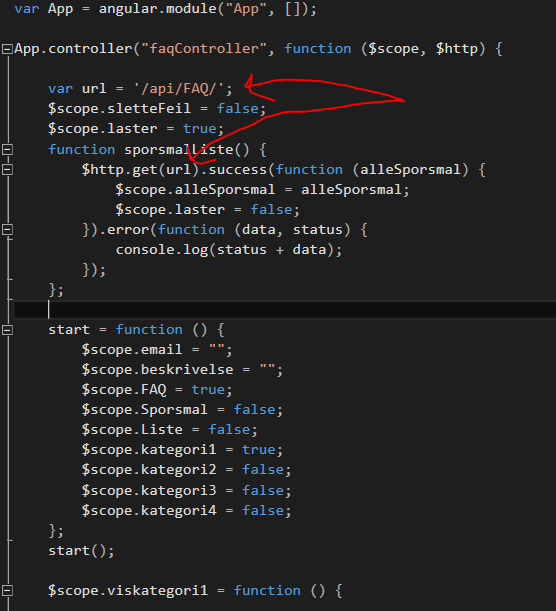 var App = angular.module("App", []);
App.controller("faqController", function ($scope, $http) {
var url = '/api/FAQ/';
$scope.sletteFeil = false;
$scope.laster = true;
function sporsmalListe() {
$http.get(url).success(function (alleSporsmal) {
$scope.alleSporsmal = alleSporsmal;
$scope.laster = false;
}).error(function (data, status) {
console.log(status + data);
});
};
start = function () {
$scope.email = "";
$scope.beskrivelse = "";
$scope.FAQ = true;
$scope.Sporsmal = false;
$scope.Liste = false;
$scope.kategori1 = true;
$scope.kategori2 = false;
$scope.kategori3 = false;
$scope.kategori4 = false;
};
start();
$scope.viskategori1 = function () {